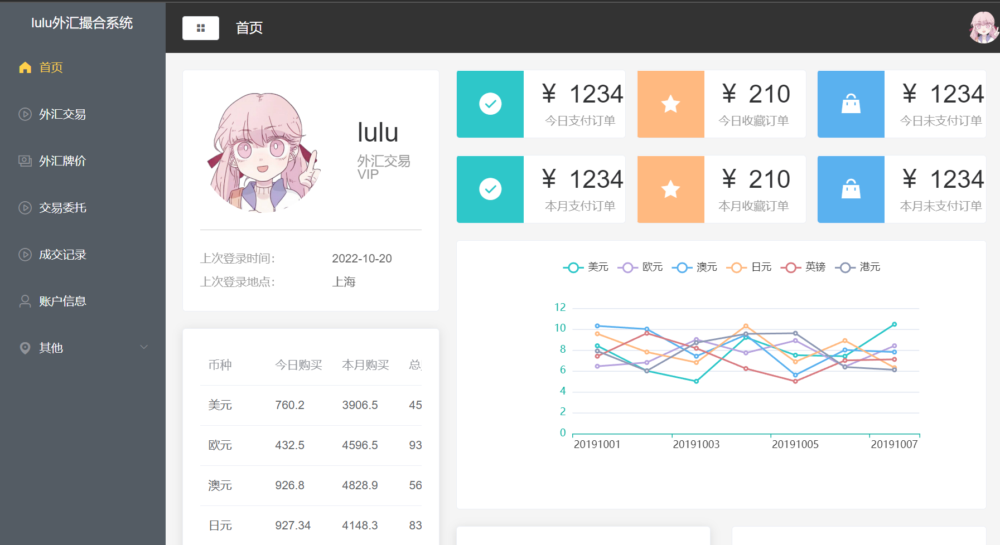 lulu外汇撮合系统
首页
外汇交易
外汇牌价
交易委托
成交记录
账户信息
其他
首页
lulu
外汇交易
VIP
上次登录时间：
2022-10-20
上次登录地点：
上海
币种 今日购买 本月购买 总
美元 760.2 3906.5 45
欧元 432.5 4596.5 93
澳元 926.8 4828.9 56
日元 927.34 4148.3 83
¥ 1234
今日支付订单
¥ 210
今日收藏订单
¥ 1234
今日未支付订单
¥ 1234
本月支付订单
¥ 210
本月收藏订单
¥ 1234
本月未支付订单
美元 欧元 澳元 日元 英镑 港元
12
10
8
6
4
2
0
20191001 20191003 20191005 20191007